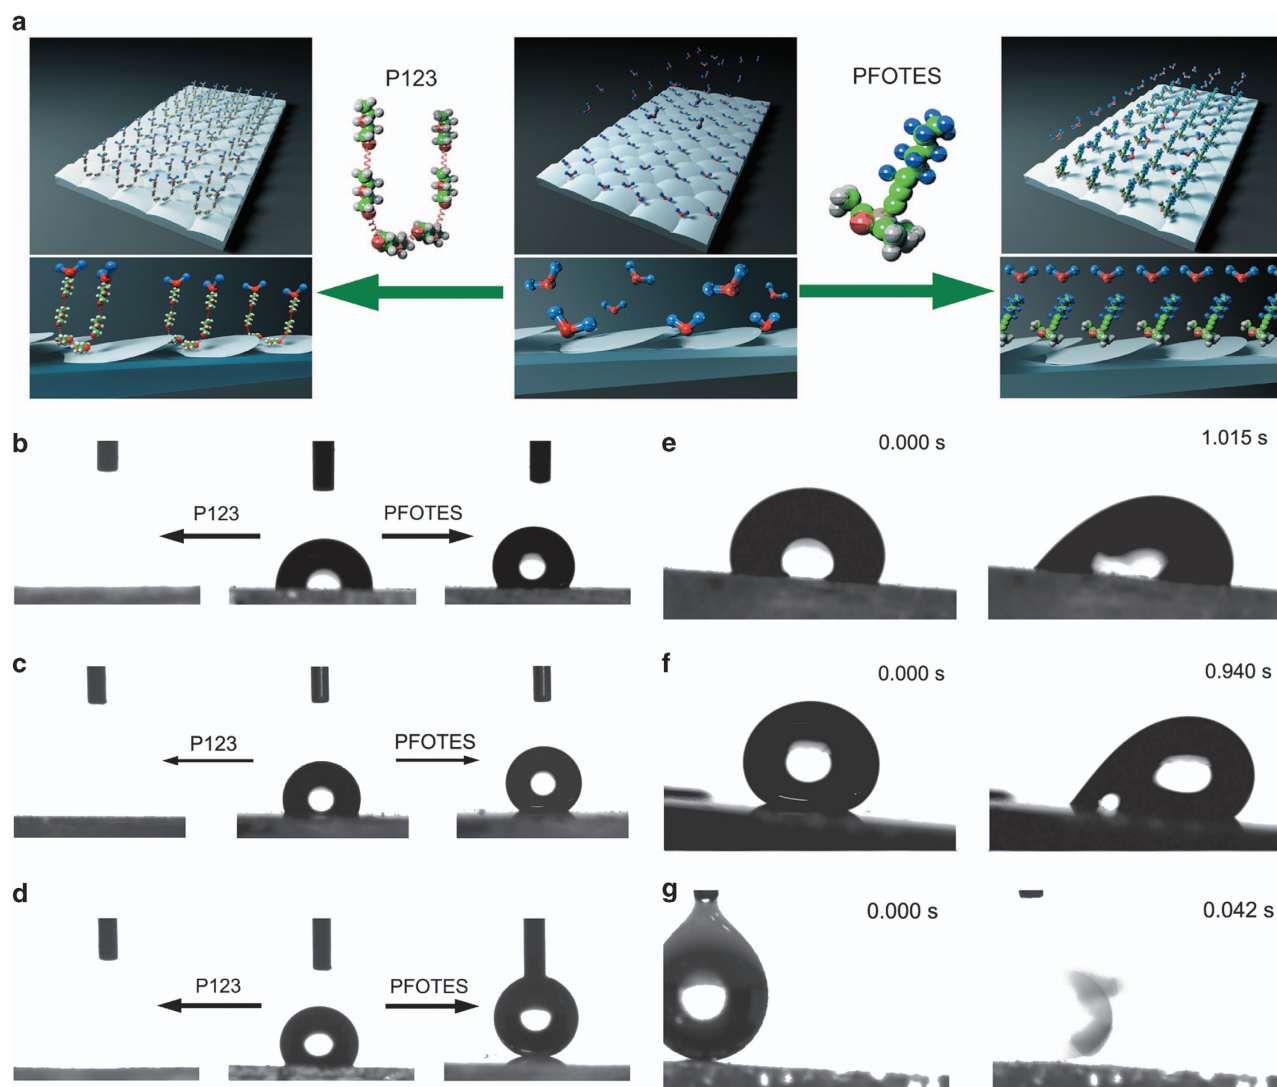 a
P123
PFOTES
b
P123
PFOTES
e
0.000 s
1.015 s
c
P123
PFOTES
f
0.000 s
0.940 s
d
P123
PFOTES
g
0.000 s
0.042 s